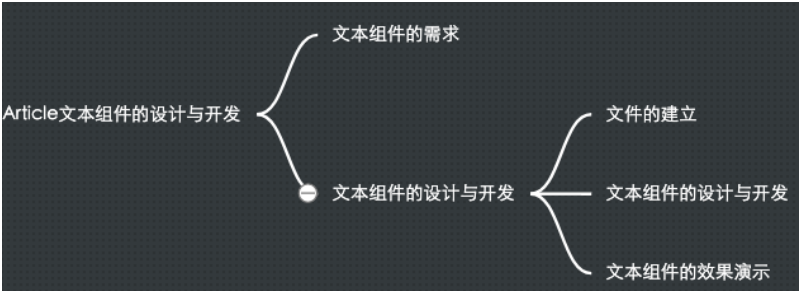 Article文本组件的设计与开发
文本组件的需求
文本组件的设计与开发
文件的建立
文本组件的设计与开发
文本组件的效果演示